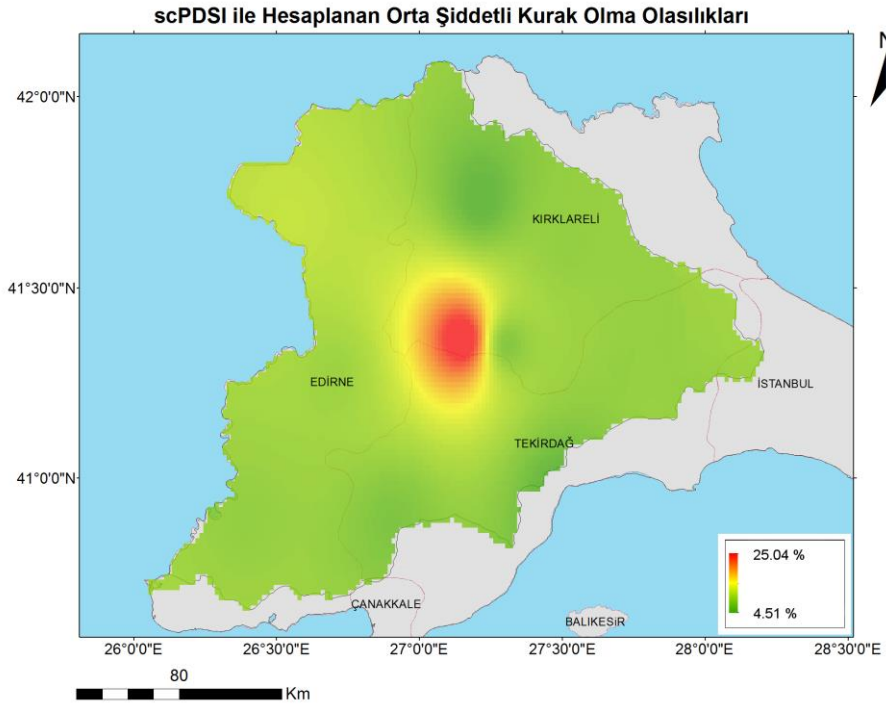 scPDSI ile Hesaplanan Orta Şiddetli Kurak Olma Olasılıkları
N
42°0'0"N
KIRKLARELİ
41°30'0"N
EDİRNE
İSTANBUL
TEKİRDAĞ
41°0'0"N
25.04 %
4.51 %
ÇANAKKALE
BALIKESİR
26°0'0"E 26°30'0"E 27°0'0"E 27°30'0"E 28°0'0"E 28°30'0"E
80
Km